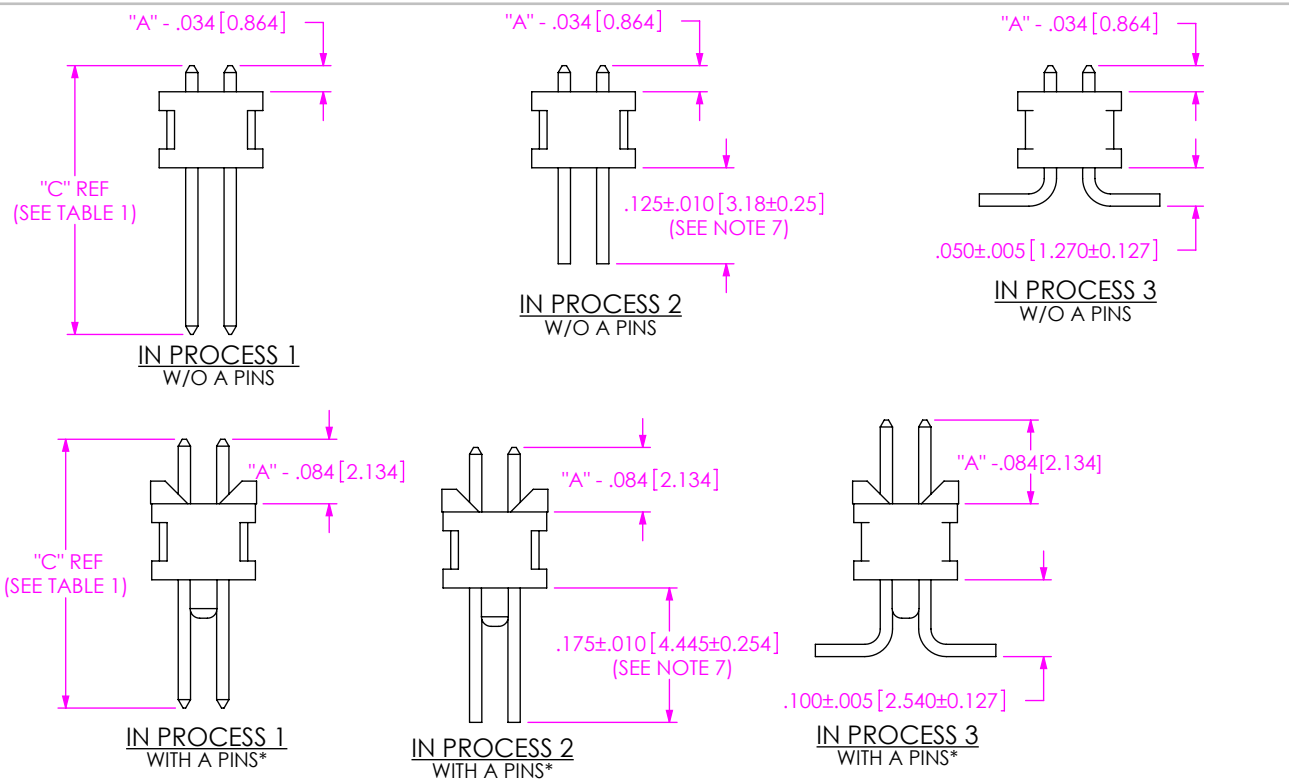 "A" - .034 [0.864]
"C" REF
(SEE TABLE 1)
IN PROCESS 1
W/O A PINS
"A" - .034 [0.864]
.125±.010 [3.18±0.25]
(SEE NOTE 7)
IN PROCESS 2
W/O A PINS
"A" - .034 [0.864]
.050±.005 [1.270±0.127]
IN PROCESS 3
W/O A PINS
"A" - .084 [2.134]
"C" REF
(SEE TABLE 1)
IN PROCESS 1
WITH A PINS*
"A" - .084 [2.134]
.175±.010 [4.445±0.254]
(SEE NOTE 7)
IN PROCESS 2
WITH A PINS*
"A" -.084[2.134]
.100±.005 [2.540±0.127]
IN PROCESS 3
WITH A PINS*